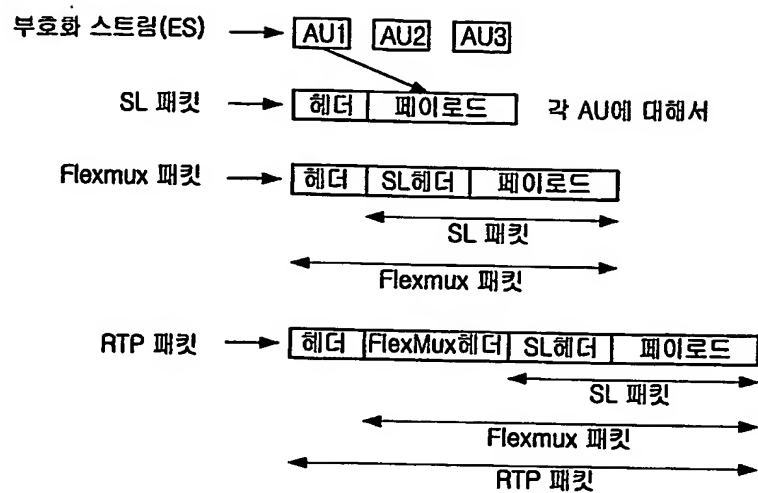 부호화 스트림(ES) AU1 AU2 AU3
SL 패킷 헤더 페이로드 각 AU에 대해서
Flexmux 패킷 헤더 SL헤더 페이로드
SL 패킷
Flexmux 패킷
RTP 패킷 헤더 FlexMux헤더 SL헤더 페이로드
SL 패킷
Flexmux 패킷
RTP 패킷